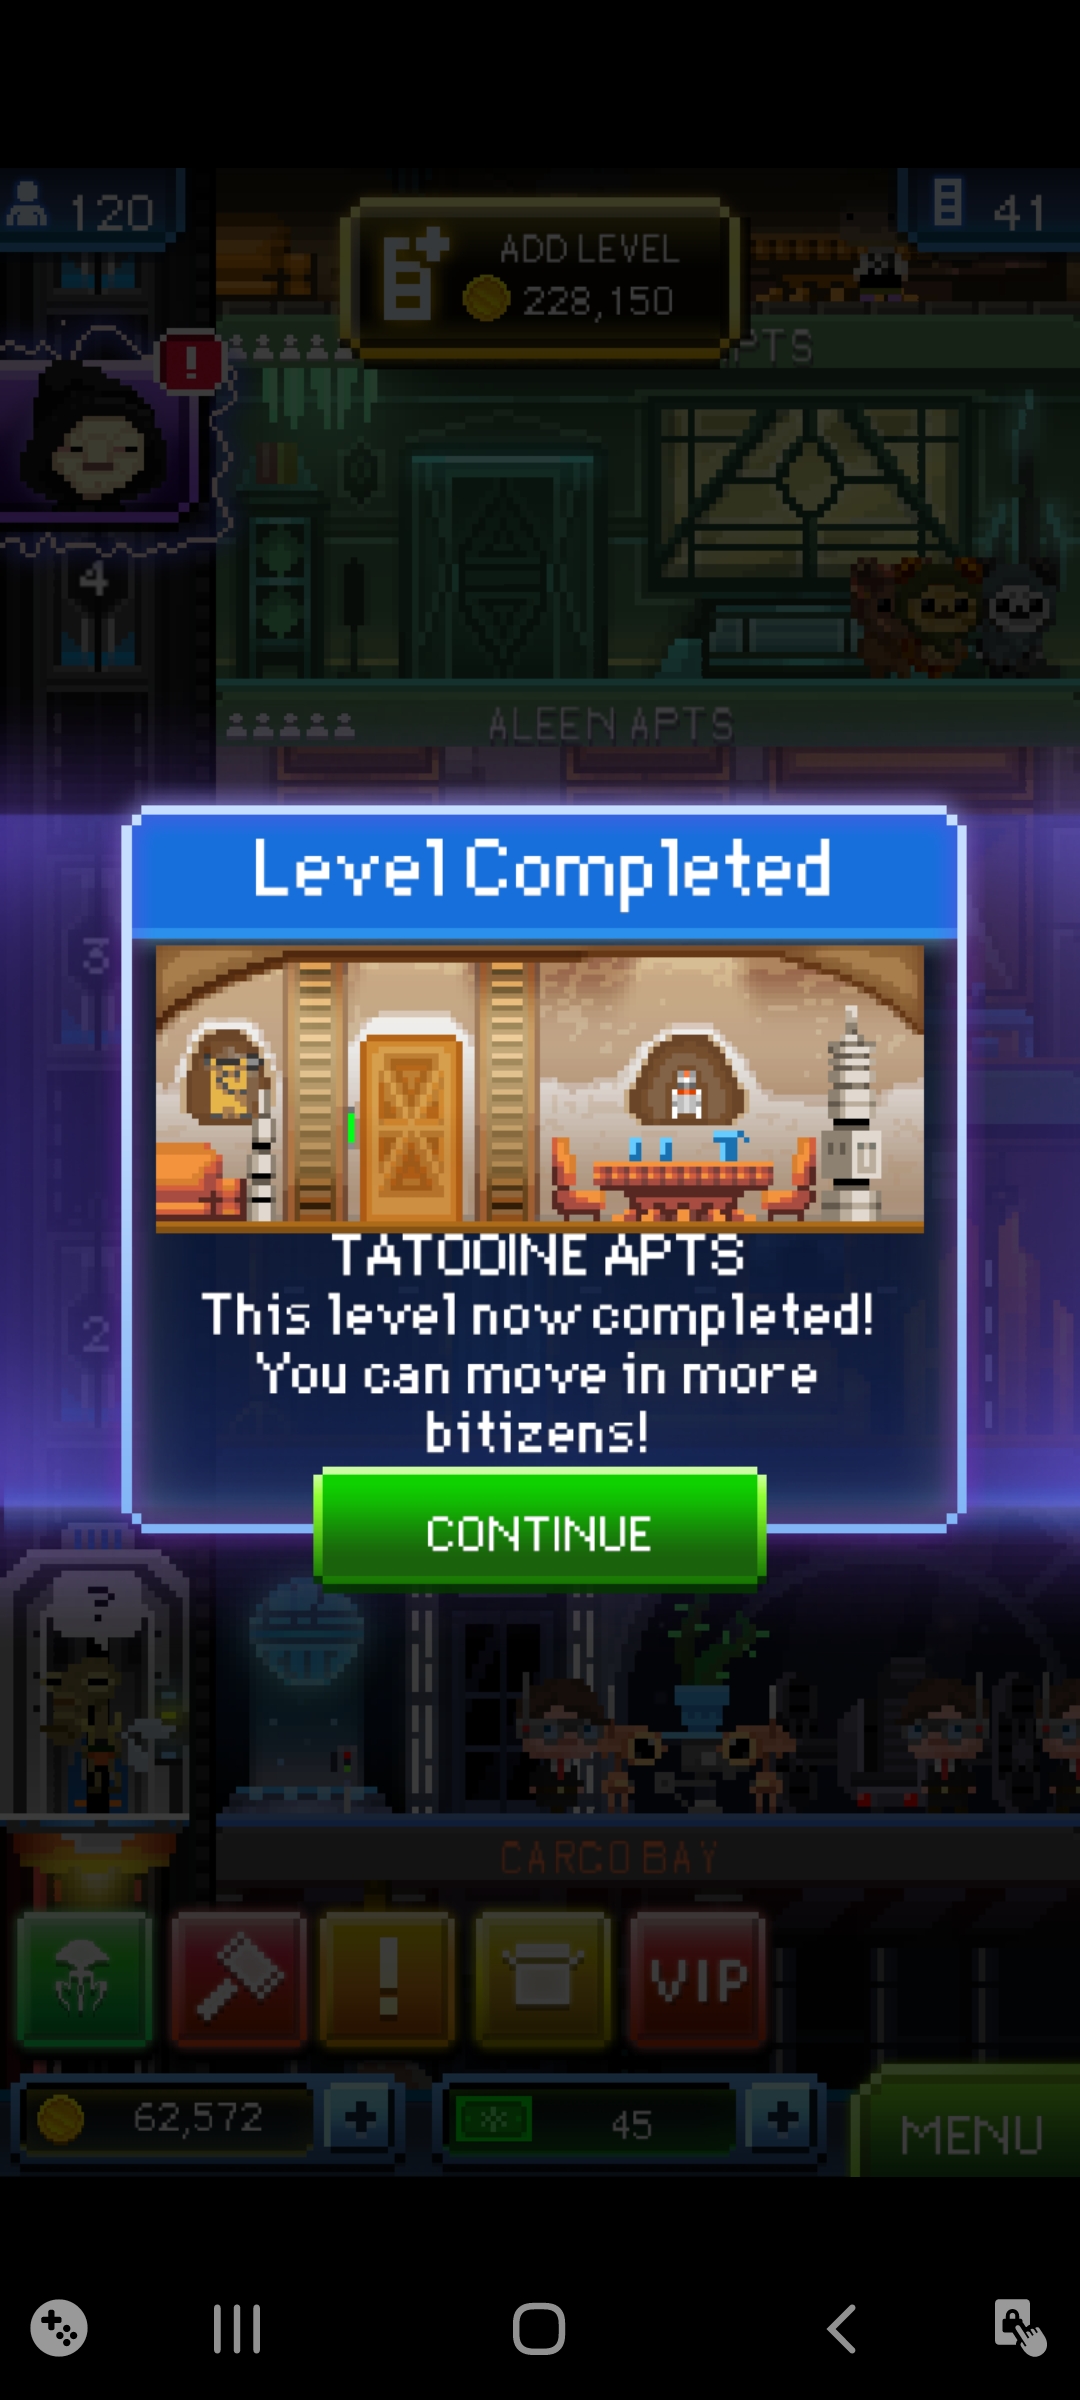 120
ADD LEVEL
228,150
41
PTS
!
4
ALEEN APTS
Level Completed
3
TATOOINE APTS
This level now completed!
You can move in more
bitizens!
2
CONTINUE
?
CARGO BAY
!
VIP
62,572
+
45
+
MENU